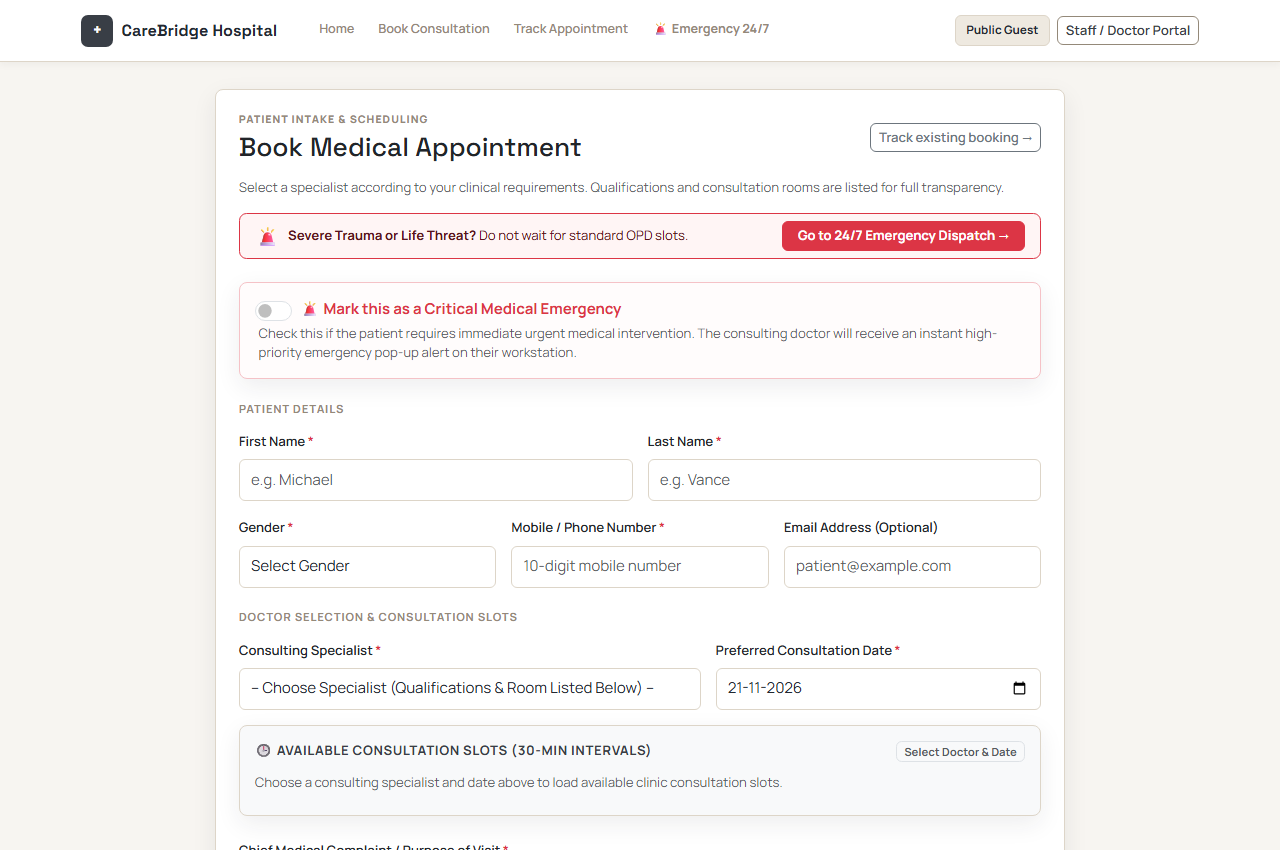 + CareBridge Hospital
Home
Book Consultation
Track Appointment
🚨 Emergency 24/7
Public Guest
Staff / Doctor Portal
PATIENT INTAKE & SCHEDULING
Book Medical Appointment
Track existing booking →
Select a specialist according to your clinical requirements. Qualifications and consultation rooms are listed for full transparency.
🚨 Severe Trauma or Life Threat? Do not wait for standard OPD slots.
Go to 24/7 Emergency Dispatch →
🚨 Mark this as a Critical Medical Emergency
Check this if the patient requires immediate urgent medical intervention. The consulting doctor will receive an instant high-
priority emergency pop-up alert on their workstation.
PATIENT DETAILS
First Name *
Last Name *
e.g. Michael
e.g. Vance
Gender *
Mobile / Phone Number *
Email Address (Optional)
Select Gender
10-digit mobile number
patient@example.com
DOCTOR SELECTION & CONSULTATION SLOTS
Consulting Specialist *
Preferred Consultation Date *
– Choose Specialist (Qualifications & Room Listed Below) –
21-11-2026
🕒 AVAILABLE CONSULTATION SLOTS (30-MIN INTERVALS)
Select Doctor & Date
Choose a consulting specialist and date above to load available clinic consultation slots.
Chief Medical Complaint / Purpose of Visit *